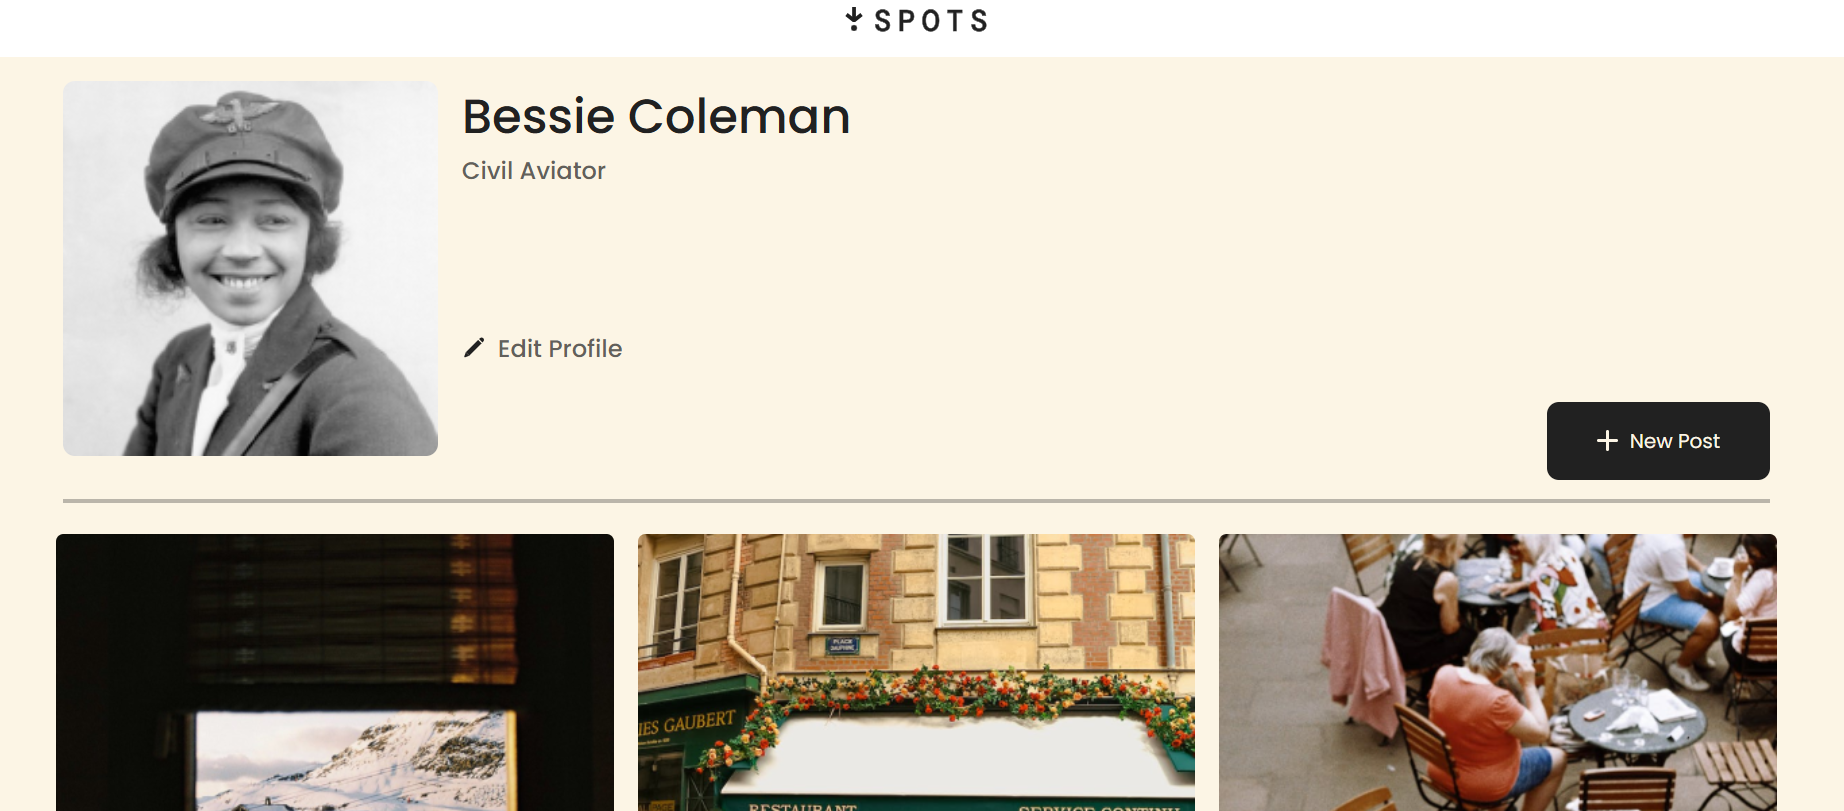 SPOTS
Bessie Coleman
Civil Aviator
Edit Profile
New Post
PLACE
DAUPHINE
IES GAUBERT
RESTAURANT
SERVICE CONTINU